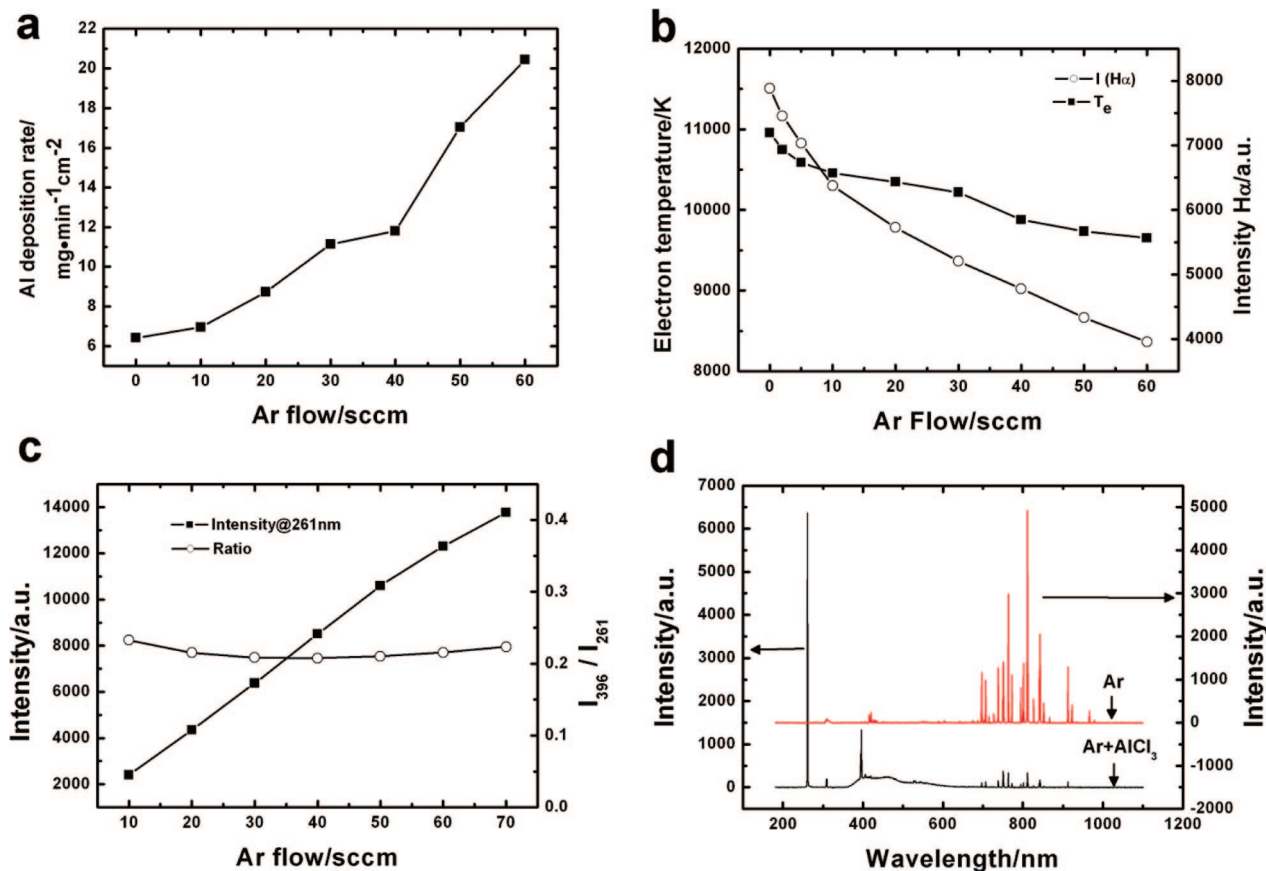 a
22
20
18
16
14
12
10
8
6
Al deposition rate/
mg•min-1cm-2
0 10 20 30 40 50 60
Ar flow/sccm
b
12000
11000
10000
9000
8000
Electron temperature/K
I (Hα)
Te
8000
7000
6000
5000
4000
Intensity Hα/a.u.
0 10 20 30 40 50 60
Ar Flow/sccm
c
14000
12000
10000
8000
6000
4000
2000
Intensity/a.u.
Intensity@261nm
Ratio
0.4
0.3
0.2
0.1
0.0
I396 / I261
10 20 30 40 50 60 70
Ar flow/sccm
d
7000
6000
5000
4000
3000
2000
1000
0
Intensity/a.u.
5000
4000
3000
2000
1000
0
-1000
-2000
Intensity/a.u.
Ar
Ar+AlCl3
200 400 600 800 1000 1200
Wavelength/nm